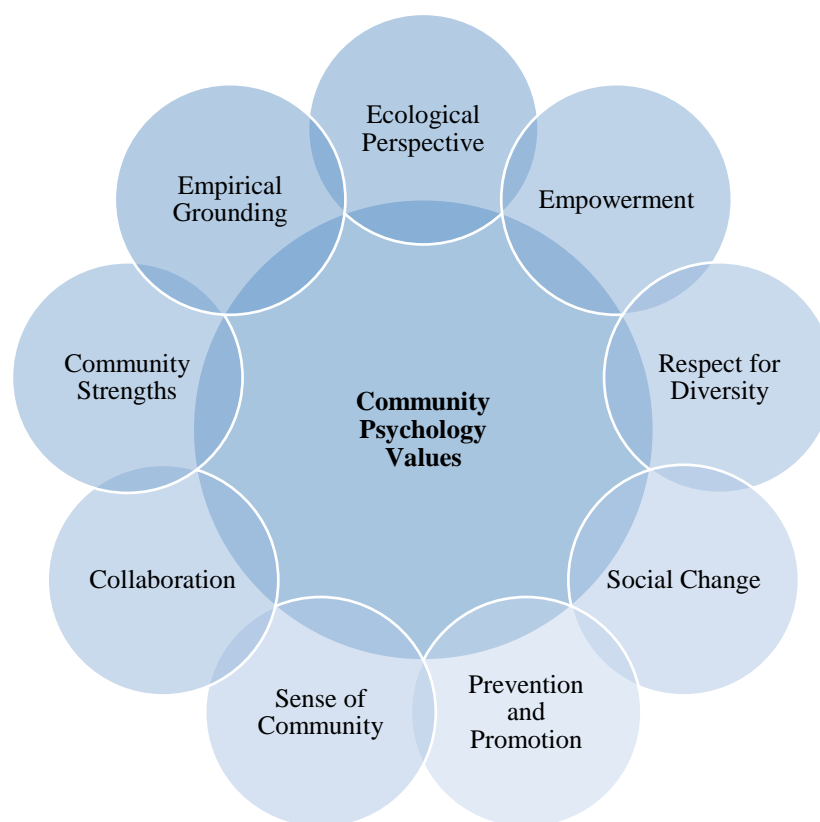 Ecological
Perspective
Empowerment
Respect for
Diversity
Social Change
Prevention
and
Promotion
Sense of
Community
Collaboration
Community
Strengths
Empirical
Grounding
Community
Psychology
Values